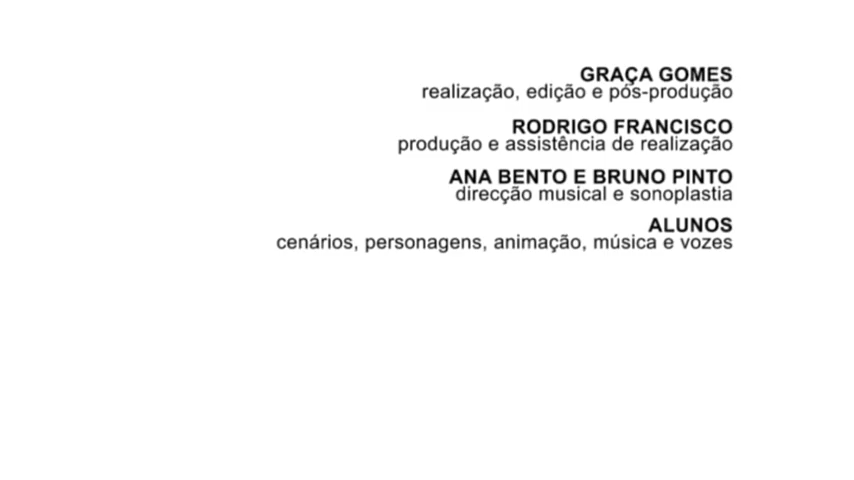 GRAÇA GOMES
realização, edição e pós-produção
RODRIGO FRANCISCO
produção e assistência de realização
ANA BENTO E BRUNO PINTO
direcção musical e sonoplastia
ALUNOS
cenários, personagens, animação, música e vozes